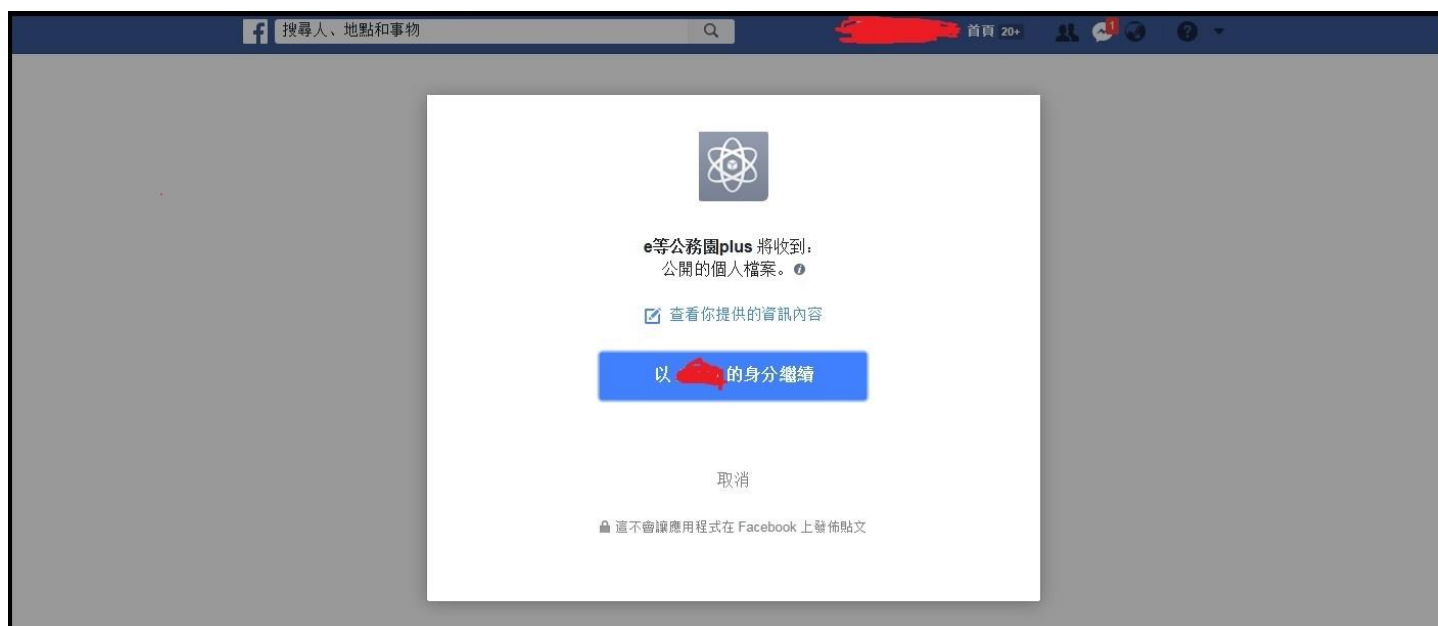 搜尋人、地點和事物
首頁 20+
1
e等公務園plus 將收到：
公開的個人檔案。
查看你提供的資訊內容
以 的身分繼續
取消
這不會讓應用程式在 Facebook 上發佈貼文